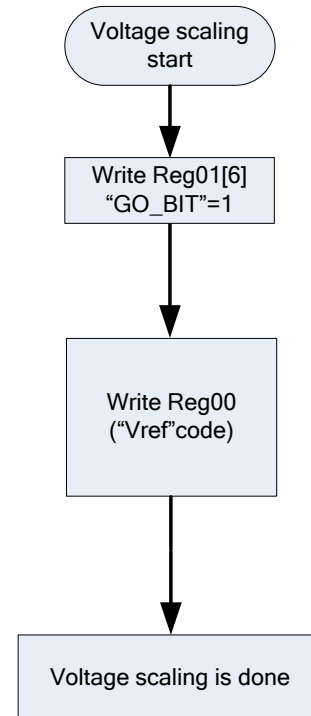 Voltage scaling
start
Write Reg01[6]
“GO_BIT”=1
Write Reg00
(“Vref”code)
Voltage scaling is done